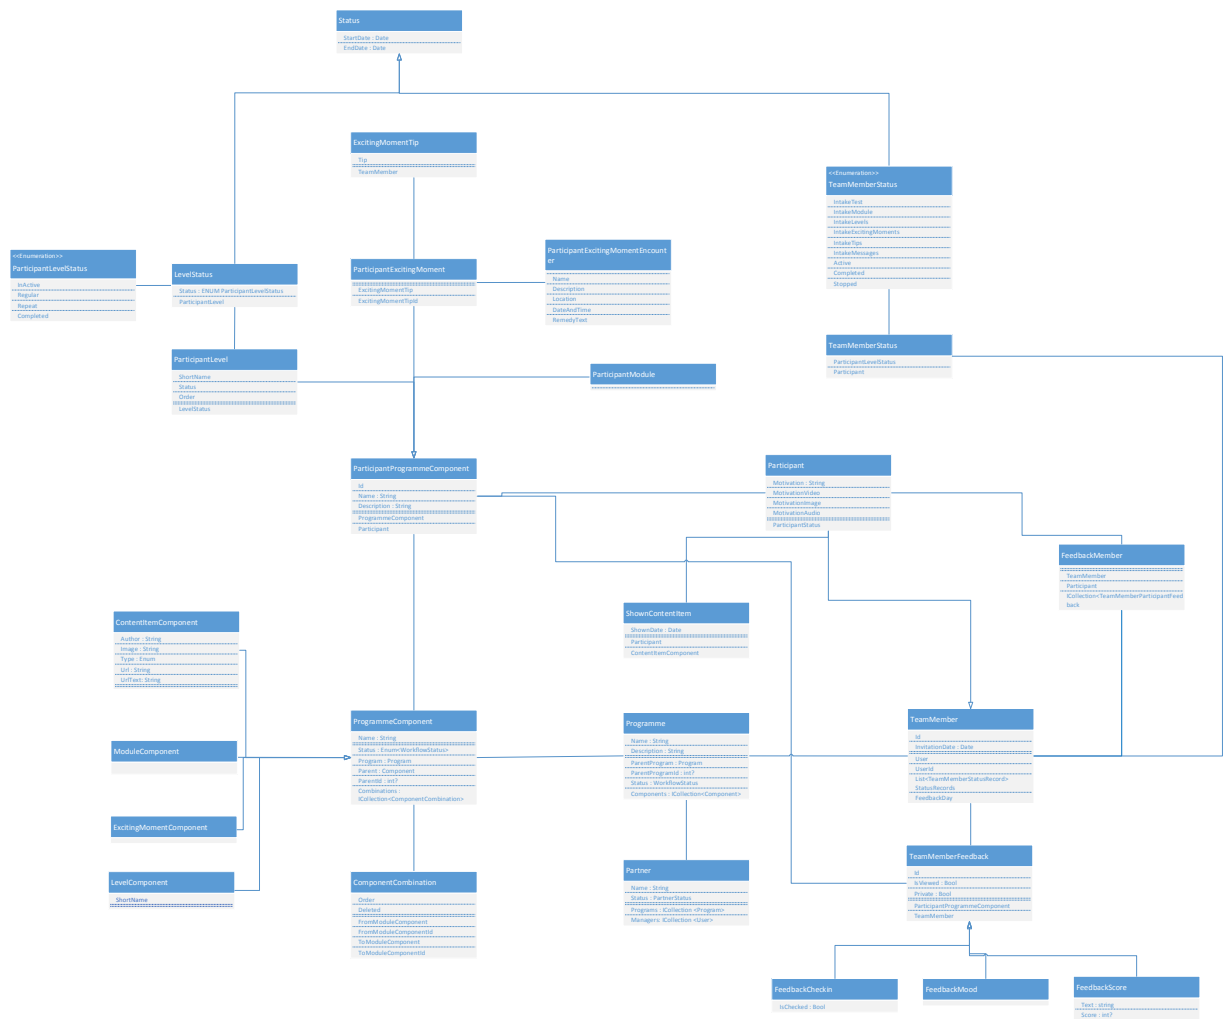 Status
StartDate : Date
EndDate : Date
ExcitingMomentTip
Tip
TeamMember
<<Enumeration>>
TeamMemberStatus
IntakeTest
IntakeModule
IntakeLevels
IntakeExcitingMoments
IntakeTips
IntakeMessages
Active
Completed
Stopped
<<Enumeration>>
ParticipantLevelStatus
InActive
Regular
Repeat
Completed
LevelStatus
Status : ENUM ParticipantLevelStatus
ParticipantLevel
ParticipantExcitingMoment
ExcitingMomentTip
ExcitingMomentTipId
ParticipantExcitingMomentEncount
er
Name
Description
Location
DateAndTime
RemedyText
TeamMemberStatus
ParticipantLevelStatus
Participant
ParticipantLevel
ShortName
Status
Order
LevelStatus
ParticipantModule
ParticipantProgrammeComponent
Id
Name : String
Description : String
ProgrammeComponent
Participant
Participant
Motivation : String
MotivationVideo
MotivationImage
MotivationAudio
ParticipantStatus
FeedbackMember
TeamMember
Participant
ICollection<TeamMemberParticipantFeed
back
ContentItemComponent
Author : String
Image : String
Type : Enum
Url : String
UrlText: String
ShownContentItem
ShownDate : Date
Participant
ContentItemComponent
ProgrammeComponent
Name : String
Status : Enum<WorkflowStatus>
Program : Program
Parent : Component
ParentId : int?
Combinations :
ICollection<ComponentCombination>
Programme
Name : String
Description : String
ParentProgram : Program
ParentProgramId : int?
Status : WorkflowStatus
Components : ICollection<Component>
TeamMember
Id
InvitationDate : Date
User
UserId
List<TeamMemberStatusRecord>
StatusRecords
FeedbackDay
ModuleComponent
ExcitingMomentComponent
LevelComponent
ShortName
ComponentCombination
Order
Deleted
FromModuleComponent
FromModuleComponentId
ToModuleComponent
ToModuleComponentId
Partner
Name : String
Status : PartnerStatus
Programs : ICollection <Program>
Managers: ICollection <User>
TeamMemberFeedback
Id
IsViewed : Bool
Private : Bool
ParticipantProgrammeComponent
TeamMember
FeedbackCheckin
IsChecked : Bool
FeedbackMood
FeedbackScore
Text : string
Score : int?